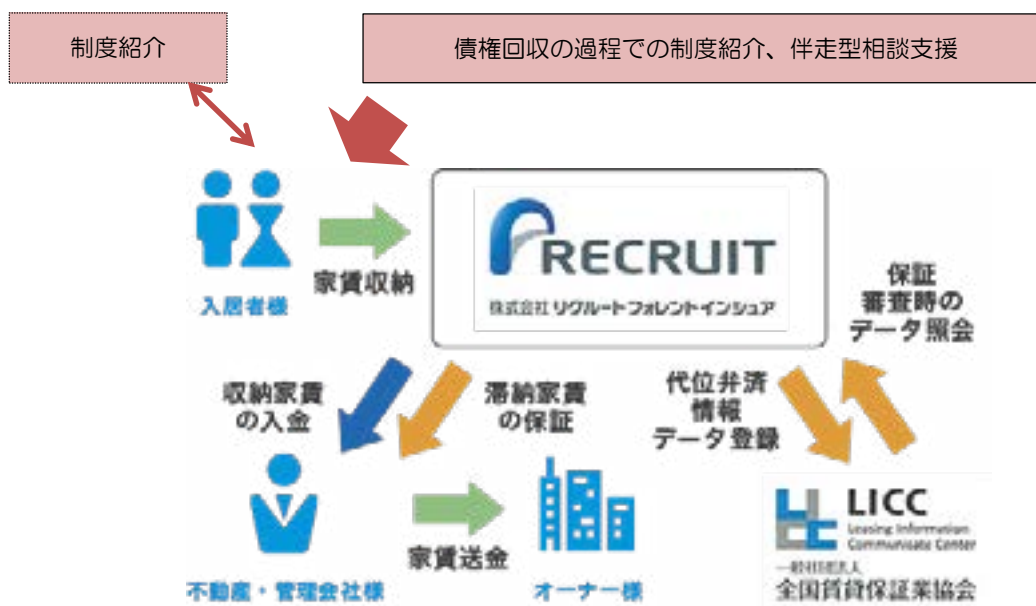 制度紹介
債権回収の過程での制度紹介、伴走型相談支援
RECRUIT
株式会社 リクルートフォレントインシュア
家賃収納
入居者様
保証
審査時の
データ照会
収納家賃
の入金
滞納家賃
の保証
代位弁済
情報
データ登録
LICC
Leasing Information
Communicate Center
一般社団法人
全国賃貸保証業協会
家賃送金
不動産・管理会社様
オーナー様